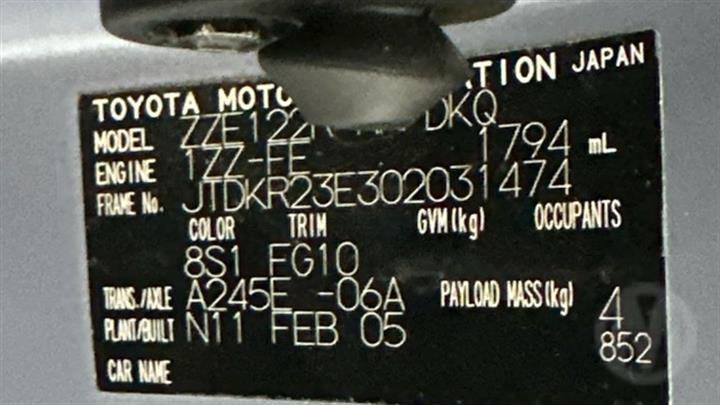 TOYOTA MOTO TION JAPAN
MODEL ZZE122 DKQ
ENGINE 1ZZ-FE 1794 mL
FRAME No. JTDKR23E302031474
COLOR TRIM GVM(kg) OCCUPANTS
8S1 FG10
TRANS./AXLE A245E -06A PAYLOAD MASS(kg) 4
PLANT/BUILT N11 FEB 05 852
CAR NAME